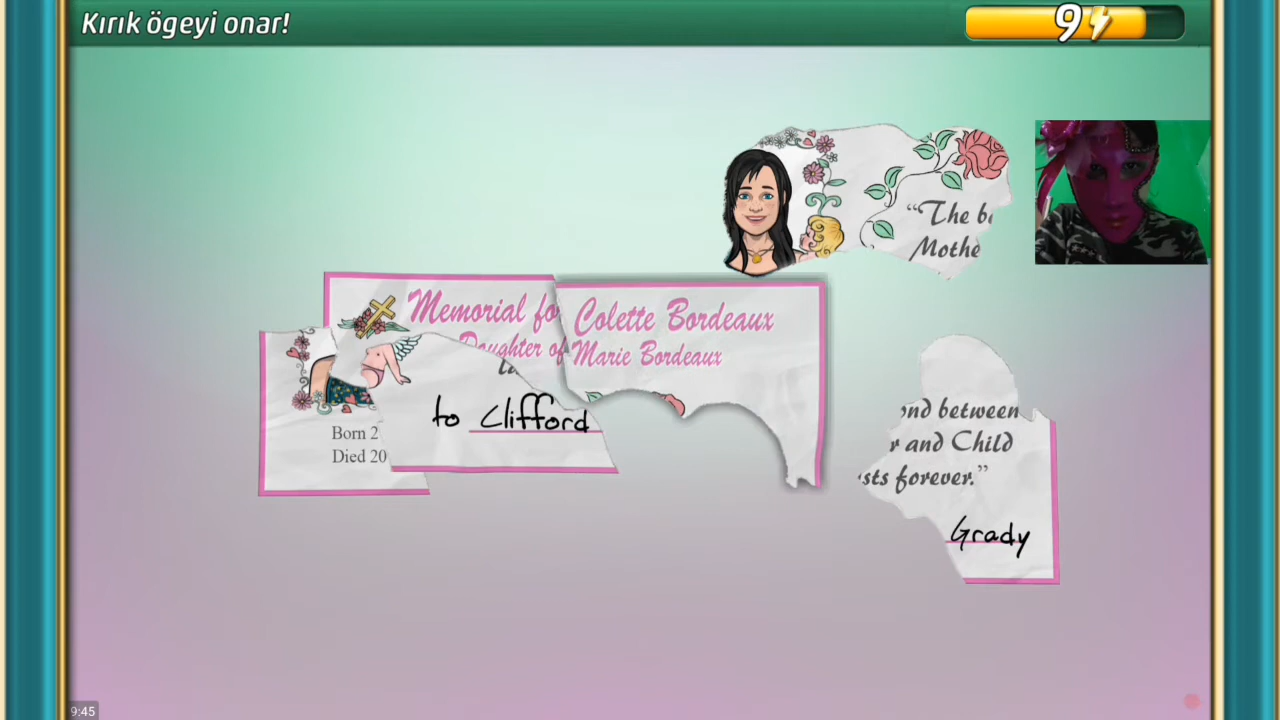 Kırık ögeyi onar!
9
"The b
Mothe
Memorial fo Colette Bordeaux
Daughter of Marie Bordeaux
to Clifford
Born 2
Died 20
ond between
r and Child
sts forever."
Grady
9:45